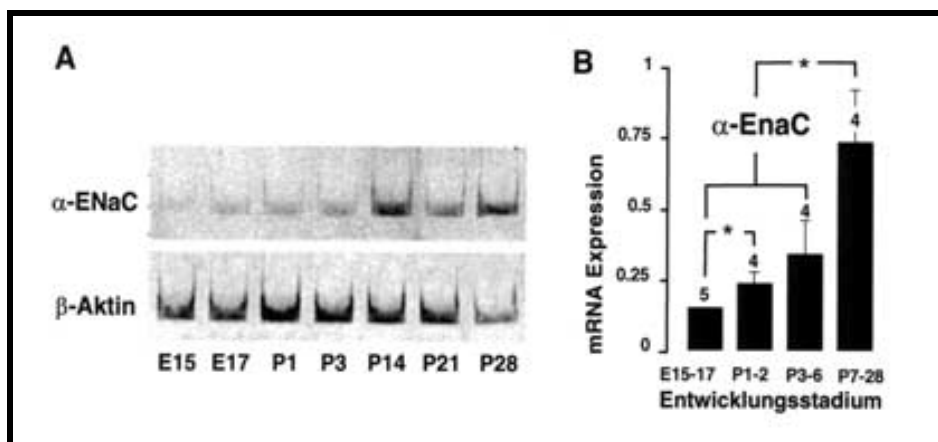 A
α-ENaC
β-Aktin
E15 E17 P1 P3 P14 P21 P28
B
mRNA Expression
1
0.75
0.5
0.25
0
α-EnaC
*
*
5
4
4
4
E15-17 P1-2 P3-6 P7-28
Entwicklungsstadium